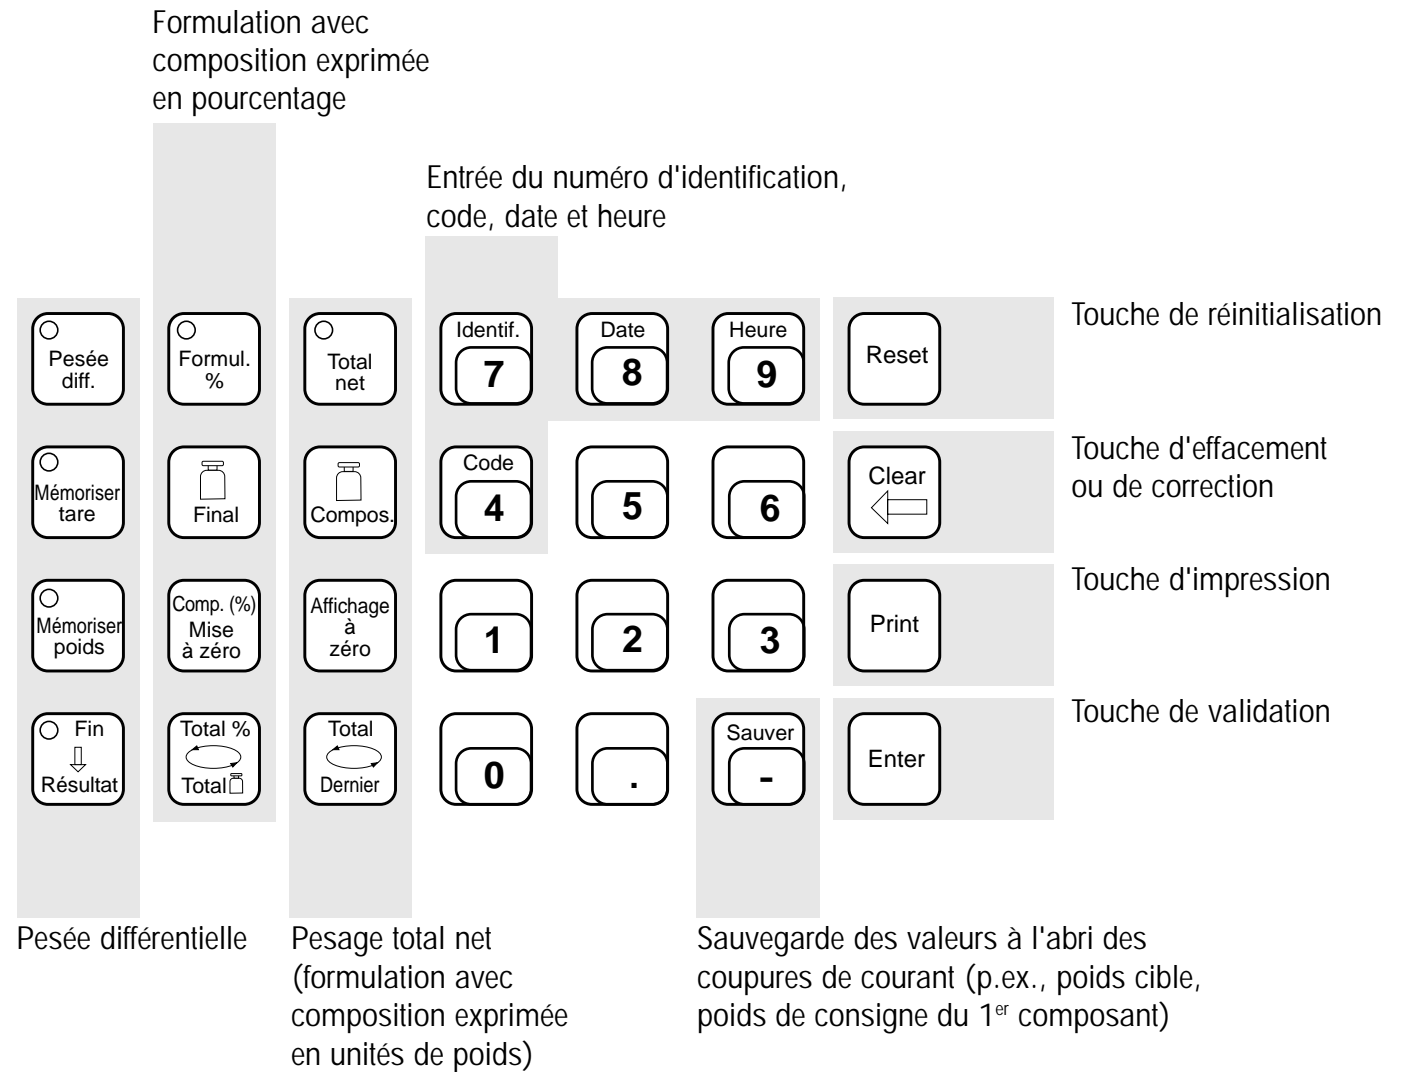 Formulation avec
composition exprimée
en pourcentage
Entrée du numéro d'identification,
code, date et heure
Pesée
diff.
Formul.
%
Total
net
Identif.
7
Date
8
Heure
9
Reset
Touche de réinitialisation
Mémoriser
tare
Final
Compos.
Code
4
5
6
Clear
Touche d'effacement
ou de correction
Mémoriser
poids
Comp. (%)
Mise
à zéro
Affichage
à
zéro
1
2
3
Print
Touche d'impression
Fin
Résultat
Total %
Total
Total
Dernier
0
.
Sauver
-
Enter
Touche de validation
Pesée différentielle
Pesage total net
(formulation avec
composition exprimée
en unités de poids)
Sauvegarde des valeurs à l'abri des
coupures de courant (p.ex., poids cible,
poids de consigne du 1er composant)